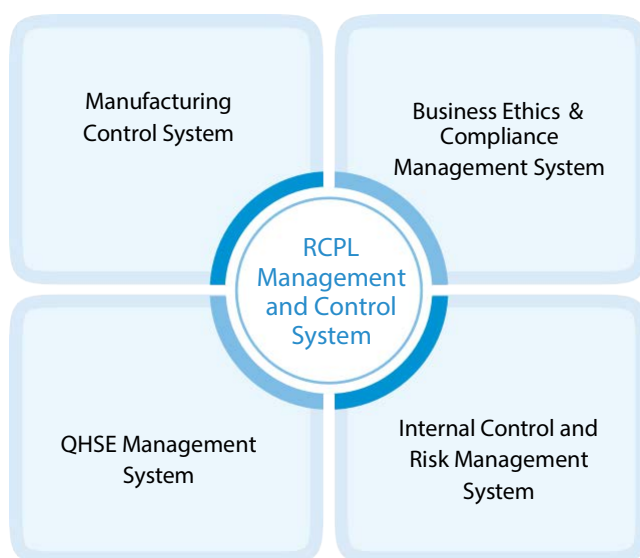 Manufacturing
Control System
Business Ethics &
Compliance
Management System
RCPL
Management
and Control
System
QHSE Management
System
Internal Control and
Risk Management
System